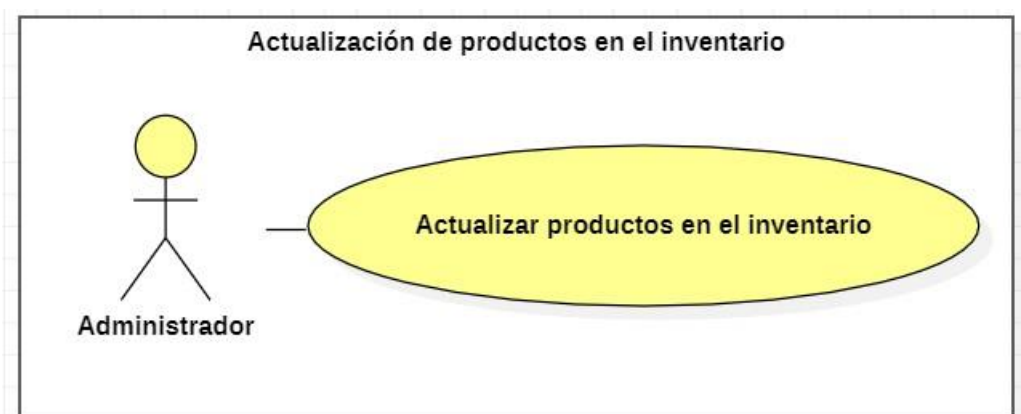 Actualización de productos en el inventario
Actualizar productos en el inventario
Administrador